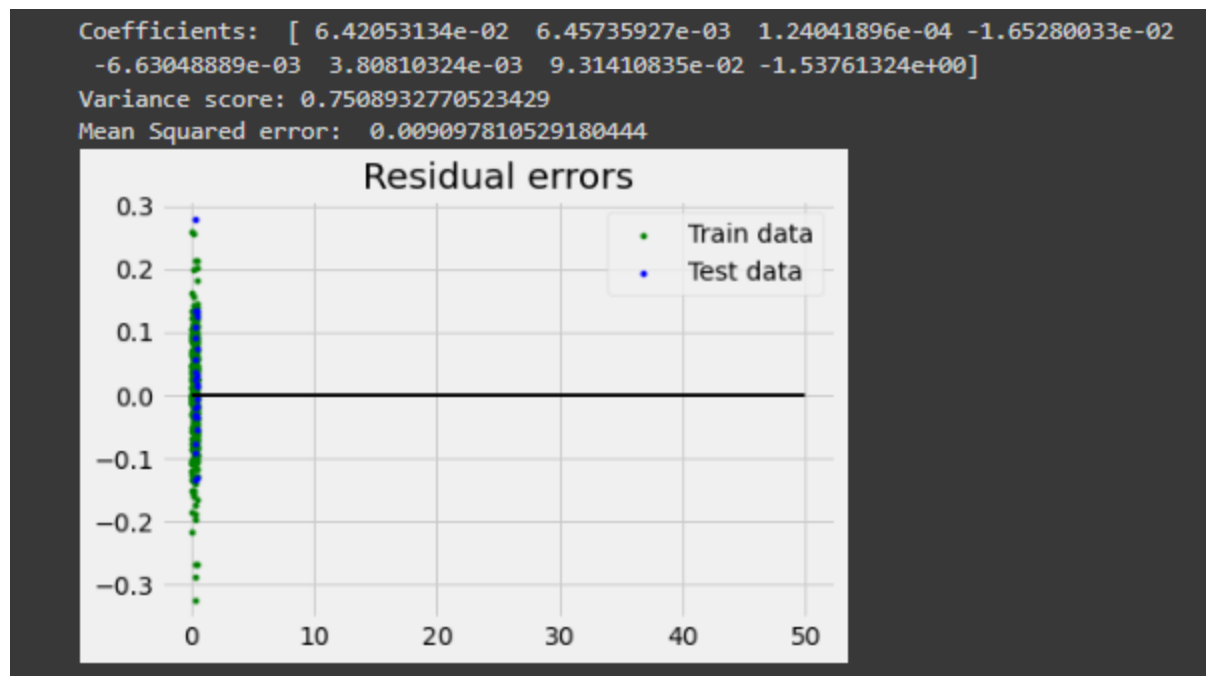 Coefficients:  [ 6.42053134e-02  6.45735927e-03  1.24041896e-04 -1.65280033e-02
 -6.63048889e-03  3.80810324e-03  9.31410835e-02 -1.53761324e+00]
Variance score: 0.7508932770523429
Mean Squared error:  0.009097810529180444
Residual errors
0.3
0.2
0.1
0.0
−0.1
−0.2
−0.3
Train data
Test data
0 10 20 30 40 50